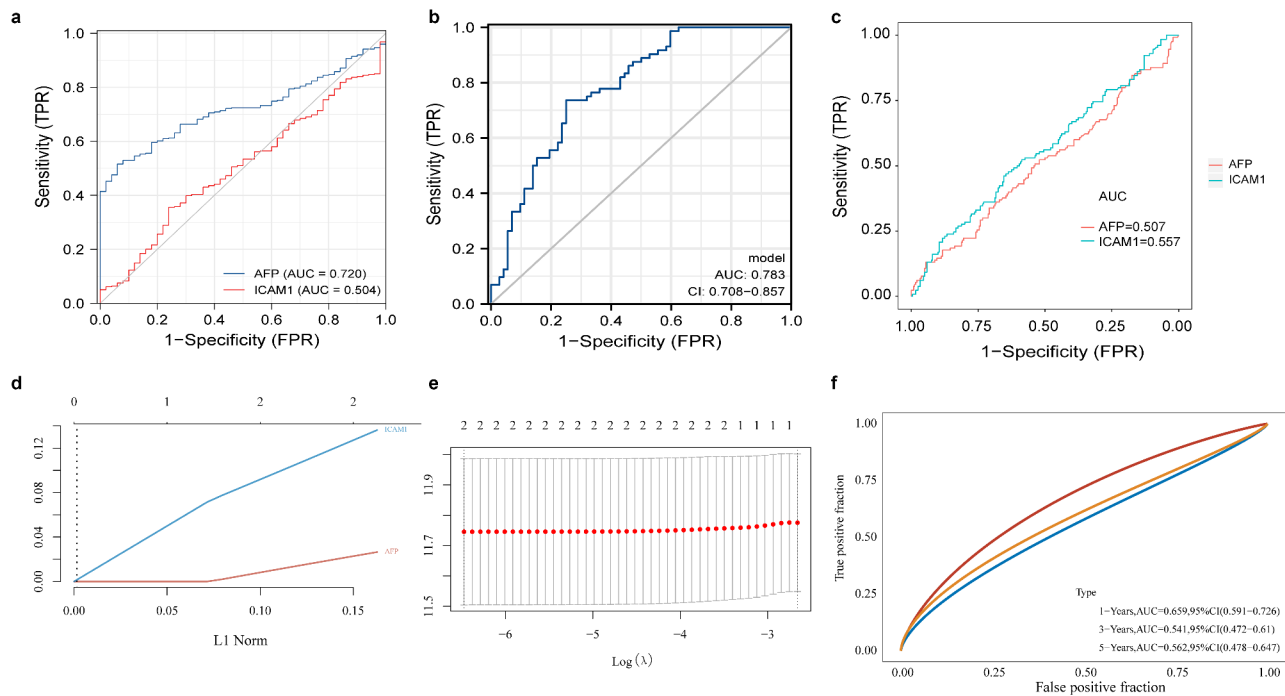 a
1.0
0.8
0.6
0.4
0.2
0.0
Sensitivity (TPR)
AFP (AUC = 0.720)
ICAM1 (AUC = 0.504)
0.0 0.2 0.4 0.6 0.8 1.0
1−Specificity (FPR)
b
1.0
0.8
0.6
0.4
0.2
0.0
Sensitivity (TPR)
model
AUC: 0.783
CI: 0.708−0.857
0.0 0.2 0.4 0.6 0.8 1.0
1−Specificity (FPR)
c
1.00
0.75
0.50
0.25
0.00
Sensitivity (TPR)
AUC
AFP=0.507
ICAM1=0.557
1.00 0.75 0.50 0.25 0.00
1−Specificity (FPR)
AFP
ICAM1
d
0 1 2 2
0.12
0.08
0.04
0.00
ICAM1
AFP
0.00 0.05 0.10 0.15
L1 Norm
e
2 2 2 2 2 2 2 2 2 2 2 2 2 2 2 2 1 1 1 1
11.9
11.7
11.5
−6 −5 −4 −3
Log (λ)
f
1.00
0.75
0.50
0.25
0.00
True positive fraction
Type
1−Years,AUC=0.659,95%CI(0.591−0.726)
3−Years,AUC=0.541,95%CI(0.472−0.61)
5−Years,AUC=0.562,95%CI(0.478−0.647)
0.00 0.25 0.50 0.75 1.00
False positive fraction